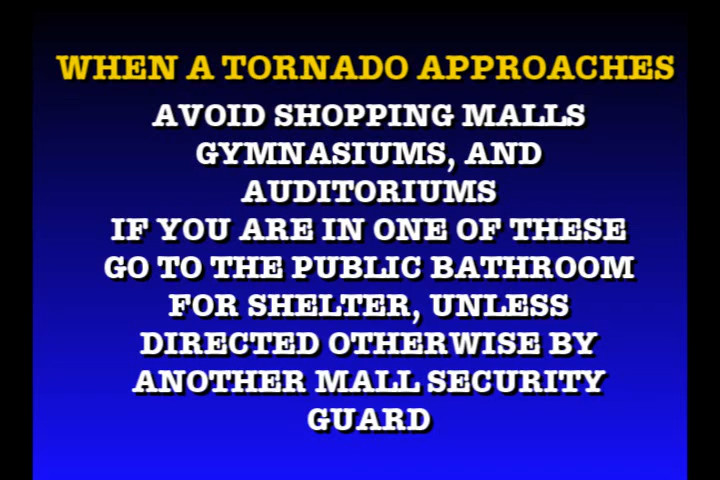 WHEN A TORNADO APPROACHES
AVOID SHOPPING MALLS
GYMNASIUMS, AND
AUDITORIUMS
IF YOU ARE IN ONE OF THESE
GO TO THE PUBLIC BATHROOM
FOR SHELTER, UNLESS
DIRECTED OTHERWISE BY
ANOTHER MALL SECURITY
GUARD